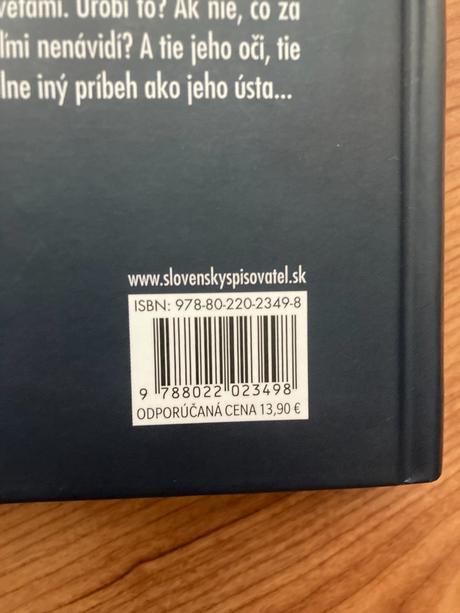 vetami. Urobí to? Ak nie, čo za
ľmi nenávidí? A tie jeho oči, tie
lne iný príbeh ako jeho ústa...
www.slovenskyspisovatel.sk
ISBN: 978-80-220-2349-8
9 788022 023498
ODPORÚČANÁ CENA 13,90 €